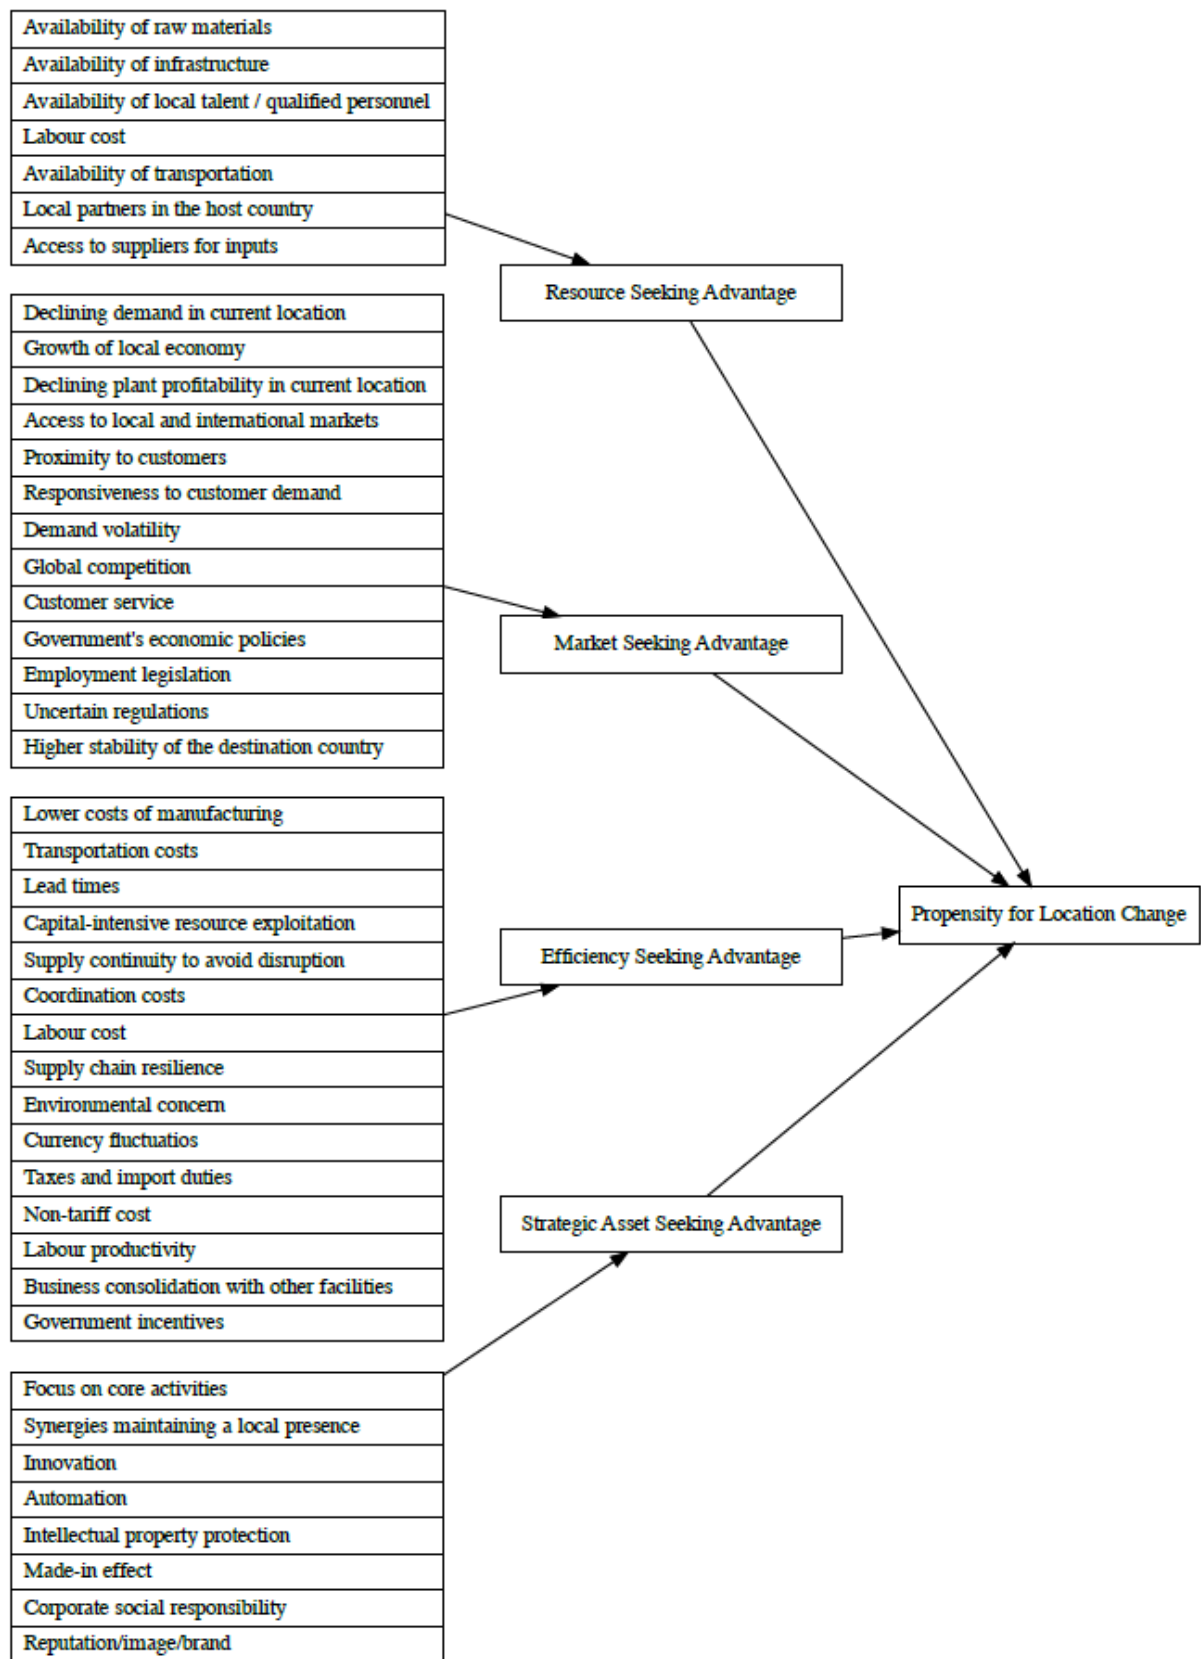 Availability of raw materials
Availability of infrastructure
Availability of local talent / qualified personnel
Labour cost
Availability of transportation
Local partners in the host country
Access to suppliers for inputs
Resource Seeking Advantage
Declining demand in current location
Growth of local economy
Declining plant profitability in current location
Access to local and international markets
Proximity to customers
Responsiveness to customer demand
Demand volatility
Global competition
Customer service
Government's economic policies
Employment legislation
Uncertain regulations
Higher stability of the destination country
Market Seeking Advantage
Lower costs of manufacturing
Transportation costs
Lead times
Capital-intensive resource exploitation
Supply continuity to avoid disruption
Coordination costs
Labour cost
Supply chain resilience
Environmental concern
Currency fluctuatios
Taxes and import duties
Non-tariff cost
Labour productivity
Business consolidation with other facilities
Government incentives
Efficiency Seeking Advantage
Propensity for Location Change
Focus on core activities
Synergies maintaining a local presence
Innovation
Automation
Intellectual property protection
Made-in effect
Corporate social responsibility
Reputation/image/brand
Strategic Asset Seeking Advantage